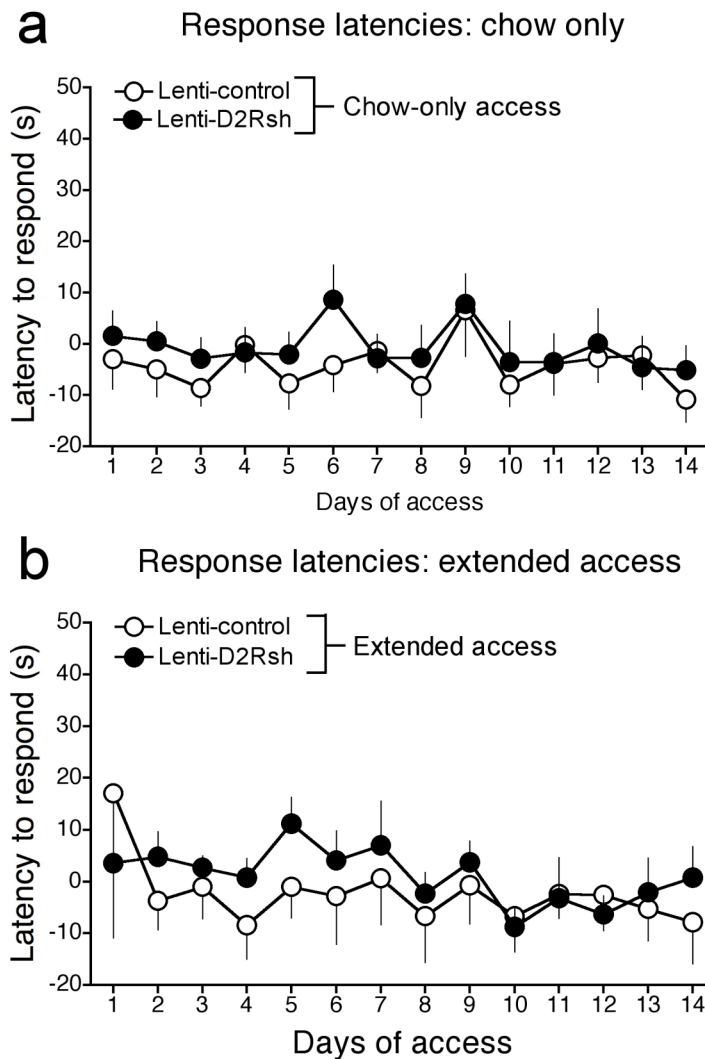 a
Response latencies: chow only
Latency to respond (s)
50
40
30
20
10
0
-10
-20
Lenti-control
Lenti-D2Rsh
Chow-only access
1 2 3 4 5 6 7 8 9 10 11 12 13 14
Days of access
b
Response latencies: extended access
Latency to respond (s)
50
40
30
20
10
0
-10
-20
Lenti-control
Lenti-D2Rsh
Extended access
1 2 3 4 5 6 7 8 9 10 11 12 13 14
Days of access